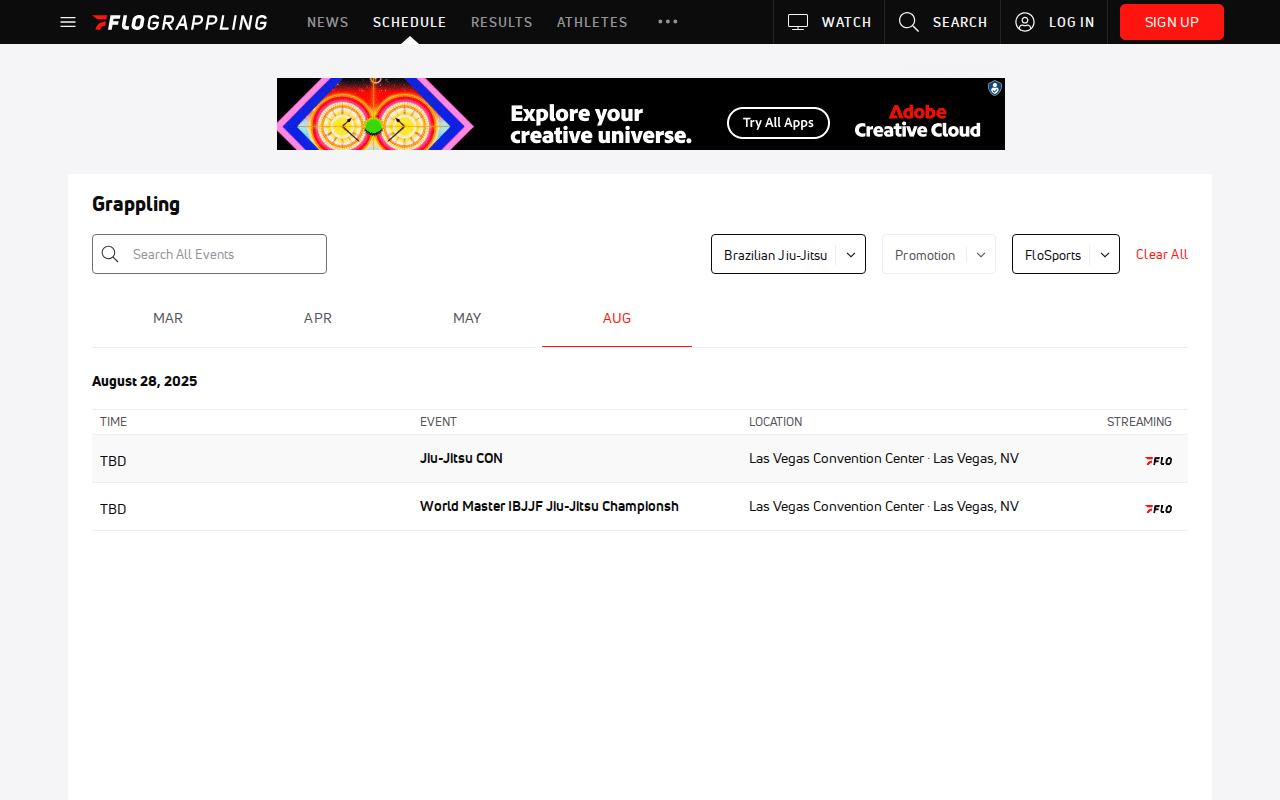 FLOGRAPPLING NEWS SCHEDULE RESULTS ATHLETES WATCH SEARCH LOG IN SIGN UP
Explore your
creative universe.
Try All Apps
Adobe
Creative Cloud
Grappling
Search All Events
Brazilian Jiu-Jitsu
Promotion
FloSports
Clear All
MAR APR MAY AUG
August 28, 2025
TIME EVENT LOCATION STREAMING
TBD Jiu-Jitsu CON Las Vegas Convention Center · Las Vegas, NV FLO
TBD World Master IBJJF Jiu-Jitsu Championsh Las Vegas Convention Center · Las Vegas, NV FLO